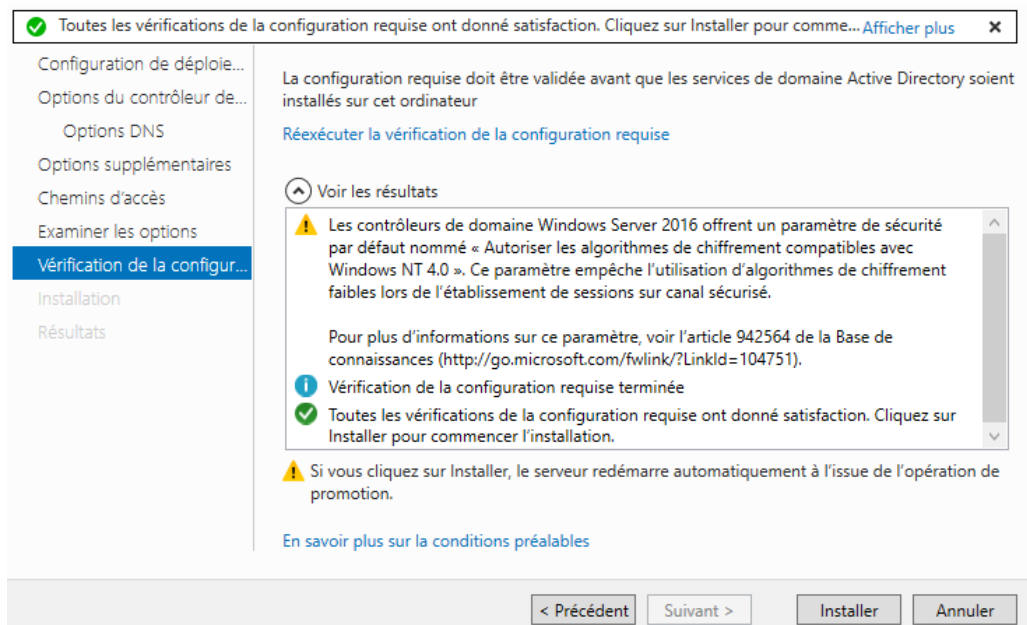 Toutes les vérifications de la configuration requise ont donné satisfaction. Cliquez sur Installer pour comme... Afficher plus
Configuration de déploie...
Options du contrôleur de...
Options DNS
Options supplémentaires
Chemins d'accès
Examiner les options
Vérification de la configur...
Installation
Résultats
La configuration requise doit être validée avant que les services de domaine Active Directory soient
installés sur cet ordinateur
Réexécuter la vérification de la configuration requise
Voir les résultats
Les contrôleurs de domaine Windows Server 2016 offrent un paramètre de sécurité
par défaut nommé « Autoriser les algorithmes de chiffrement compatibles avec
Windows NT 4.0 ». Ce paramètre empêche l'utilisation d'algorithmes de chiffrement
faibles lors de l'établissement de sessions sur canal sécurisé.
Pour plus d'informations sur ce paramètre, voir l'article 942564 de la Base de
connaissances (http://go.microsoft.com/fwlink/?LinkId=104751).
Vérification de la configuration requise terminée
Toutes les vérifications de la configuration requise ont donné satisfaction. Cliquez sur
Installer pour commencer l'installation.
Si vous cliquez sur Installer, le serveur redémarre automatiquement à l'issue de l'opération de
promotion.
En savoir plus sur la conditions préalables
< Précédent
Suivant >
Installer
Annuler